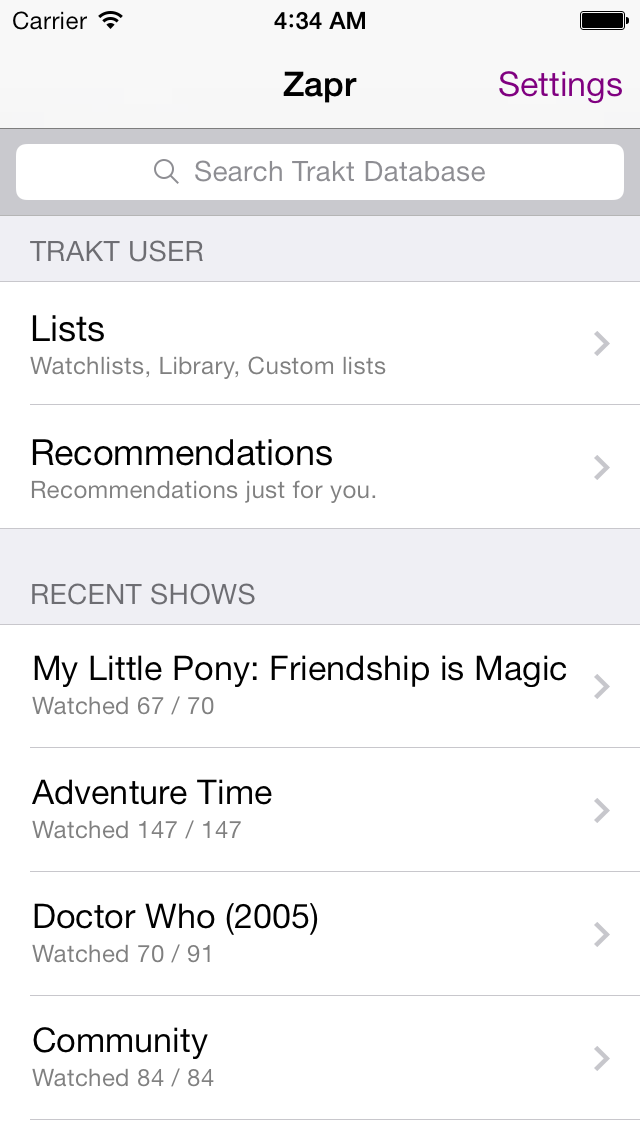 Carrier 4:34 AM
Zapr Settings
Search Trakt Database
TRAKT USER
Lists
Watchlists, Library, Custom lists
Recommendations
Recommendations just for you.
RECENT SHOWS
My Little Pony: Friendship is Magic
Watched 67 / 70
Adventure Time
Watched 147 / 147
Doctor Who (2005)
Watched 70 / 91
Community
Watched 84 / 84